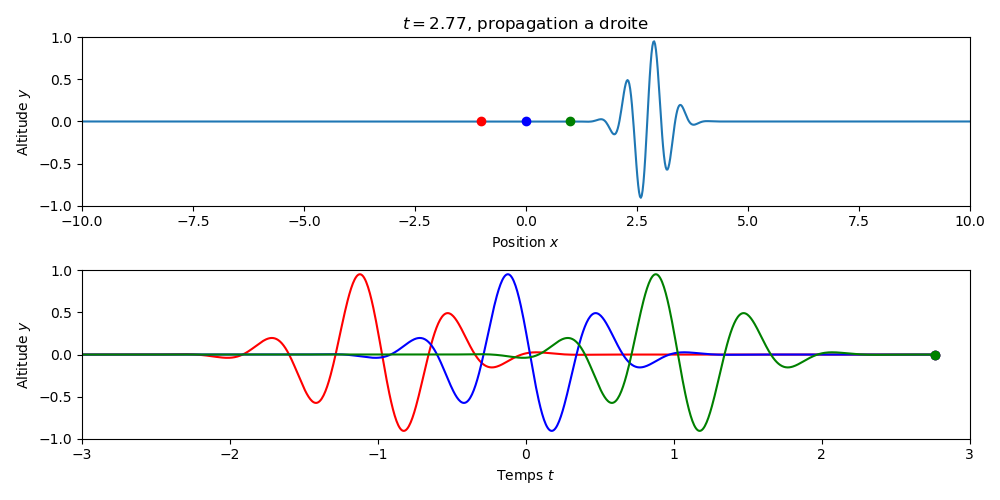 t = 2.77, propagation a droite
1.0
0.5
0.0
−0.5
−1.0
Altitude y
−10.0 −7.5 −5.0 −2.5 0.0 2.5 5.0 7.5 10.0
Position x
1.0
0.5
0.0
−0.5
−1.0
Altitude y
−3 −2 −1 0 1 2 3
Temps t